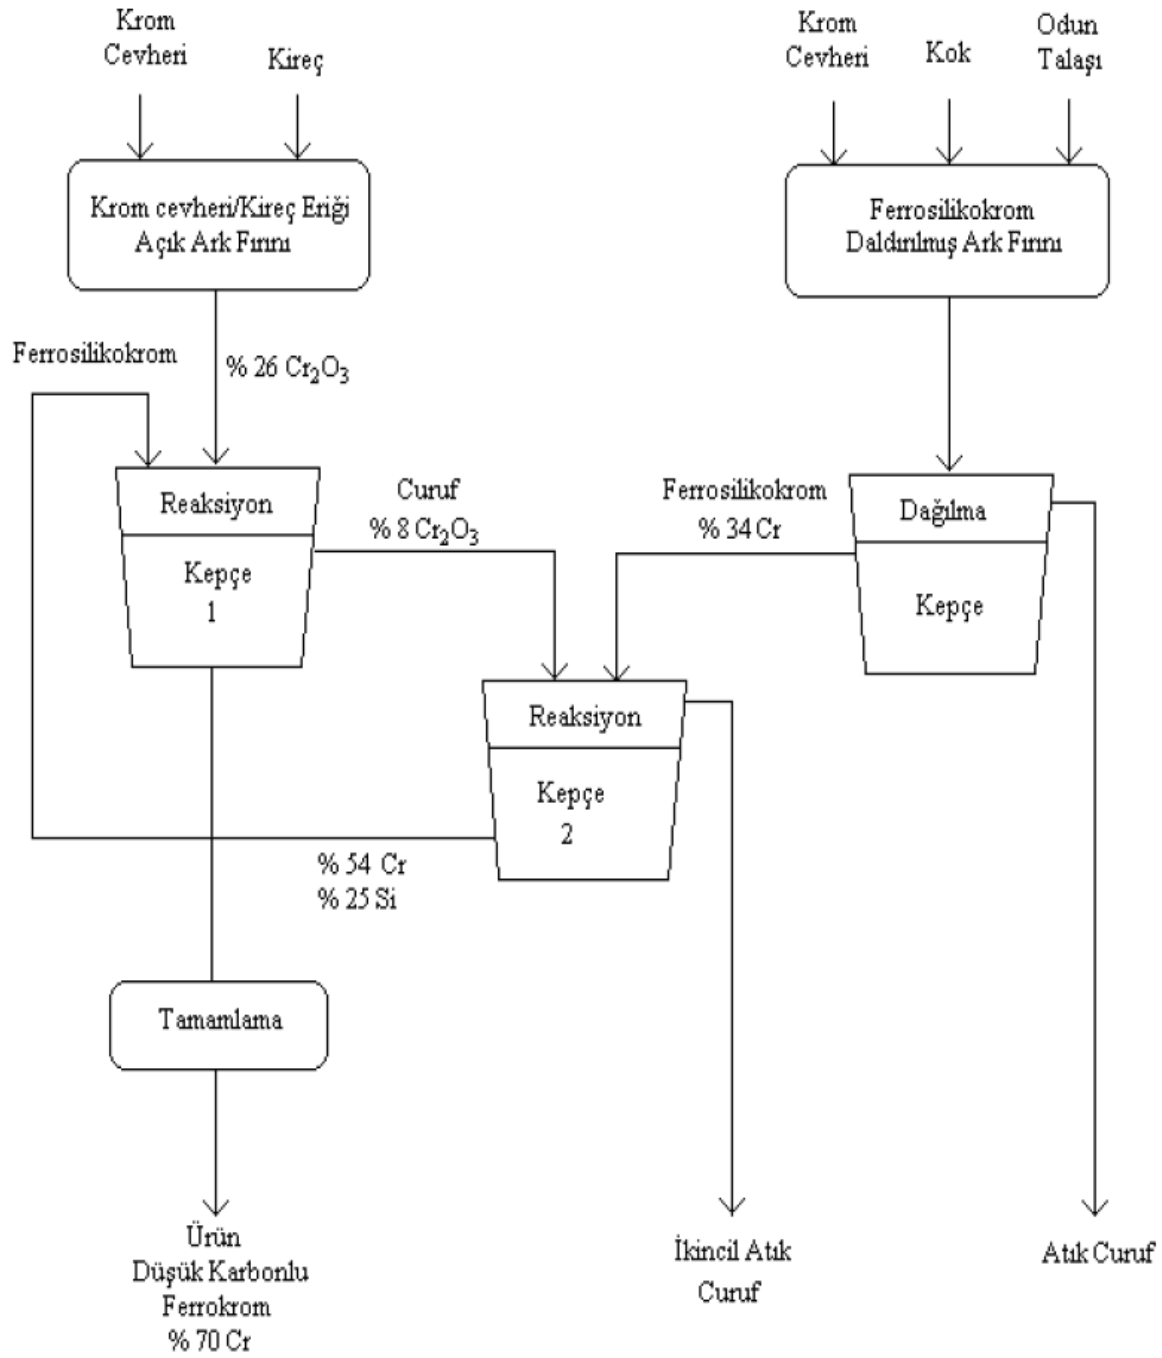 Krom
Cevheri
Kireç
Krom
Cevheri
Kok
Odun
Talaşı
Krom cevheri/Kireç Eriği
Açık Ark Fırını
Ferrosilikokrom
Daldırılmış Ark Fırını
Ferrosilikokrom
% 26 Cr₂O₃
Reaksiyon
Kepçe
1
Curuf
% 8 Cr₂O₃
Ferrosilikokrom
% 34 Cr
Dağılma
Kepçe
Reaksiyon
Kepçe
2
% 54 Cr
% 25 Si
Tamamlama
Ürün
Düşük Karbonlu
Ferrokrom
% 70 Cr
İkincil Atık
Curuf
Atık Curuf